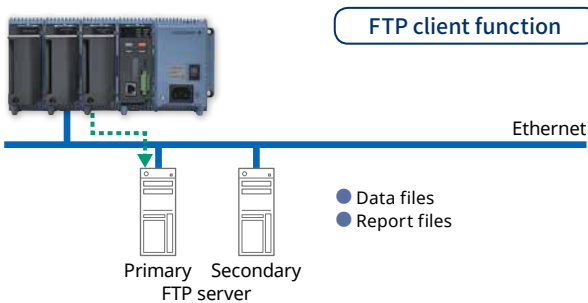 FTP client function
Ethernet
Data files
Report files
Primary Secondary
FTP server